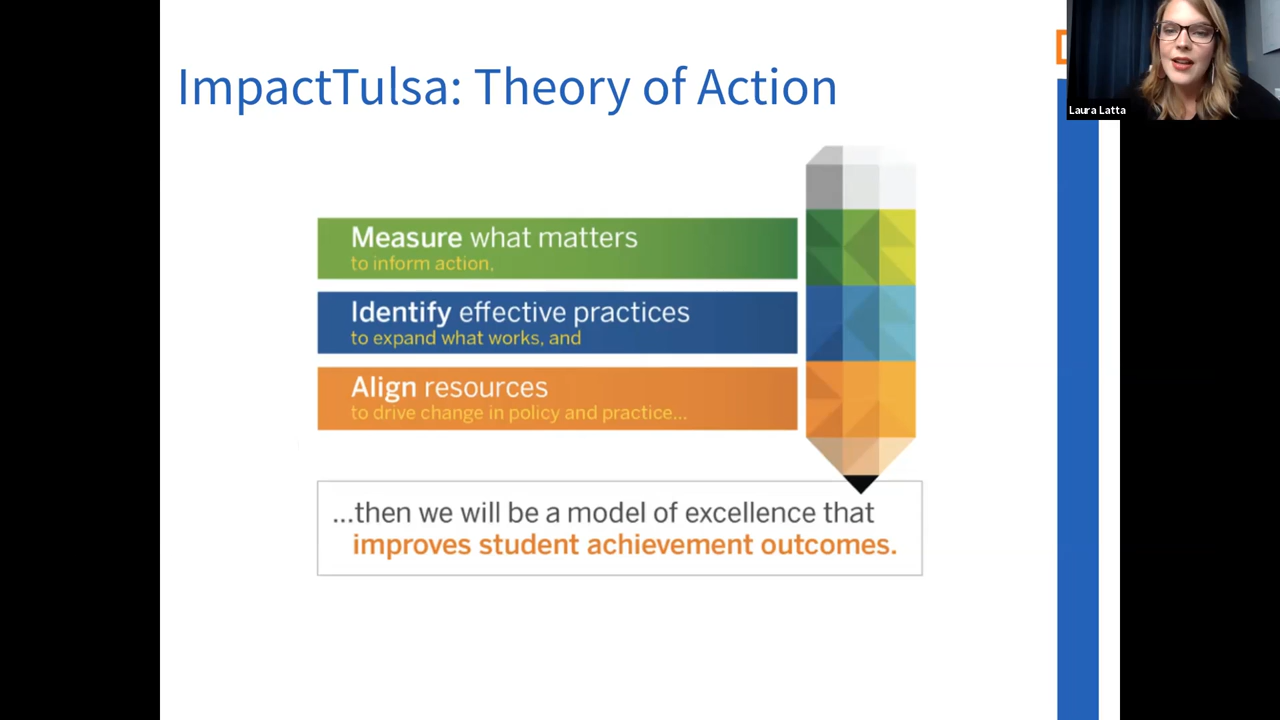 ImpactTulsa: Theory of Action
Laura Latta
Measure what matters
to inform action,
Identify effective practices
to expand what works, and
Align resources
to drive change in policy and practice...
...then we will be a model of excellence that
improves student achievement outcomes.